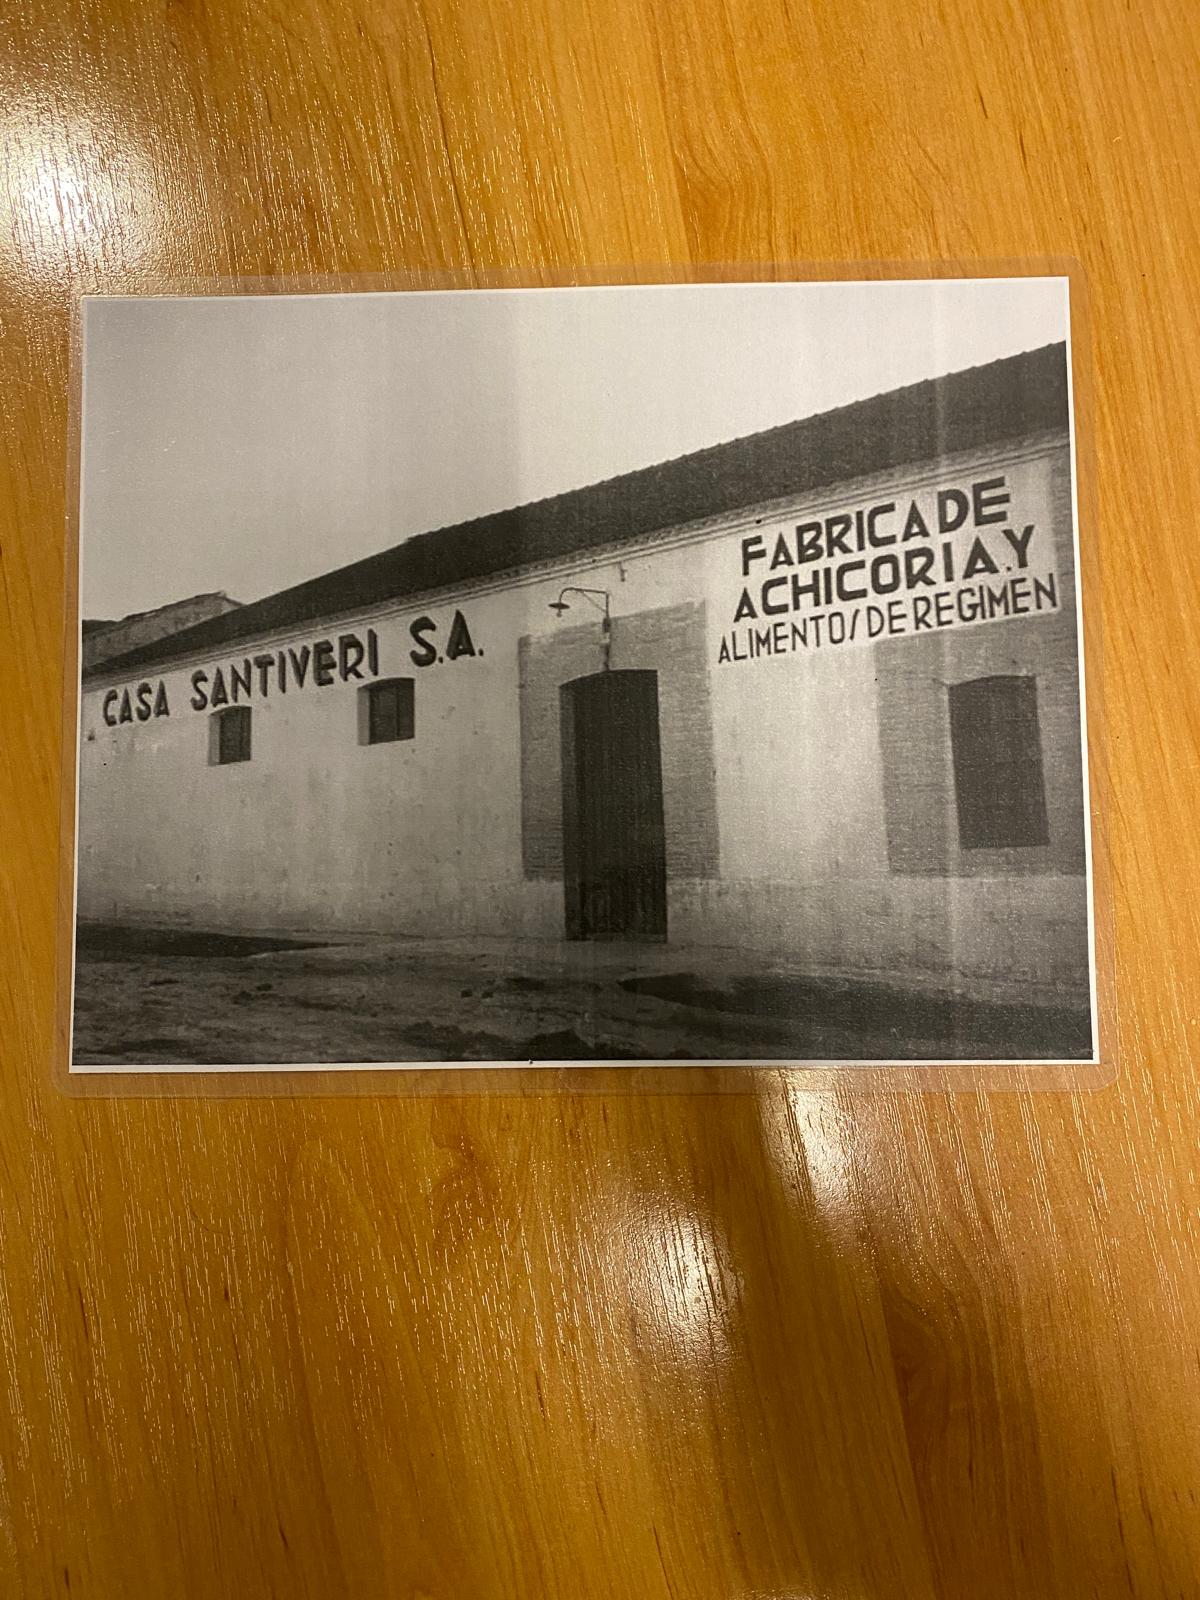 CASA SANTIVERI S.A.
FABRICA DE
ACHICORIA.Y
ALIMENTO/DE REGIMEN